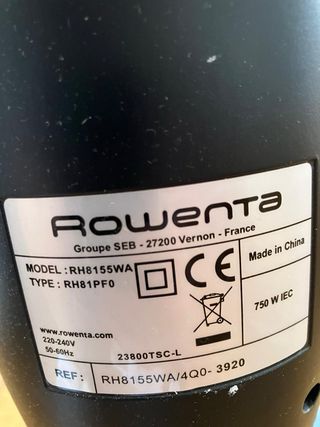 Rowenta
Groupe SEB - 27200 Vernon - France
MODEL : RH8155WA
TYPE : RH81PF0
Made in China
750 W IEC
www.rowenta.com
220-240V
50-60Hz
23800TSC-L
REF : RH8155WA/4Q0- 3920